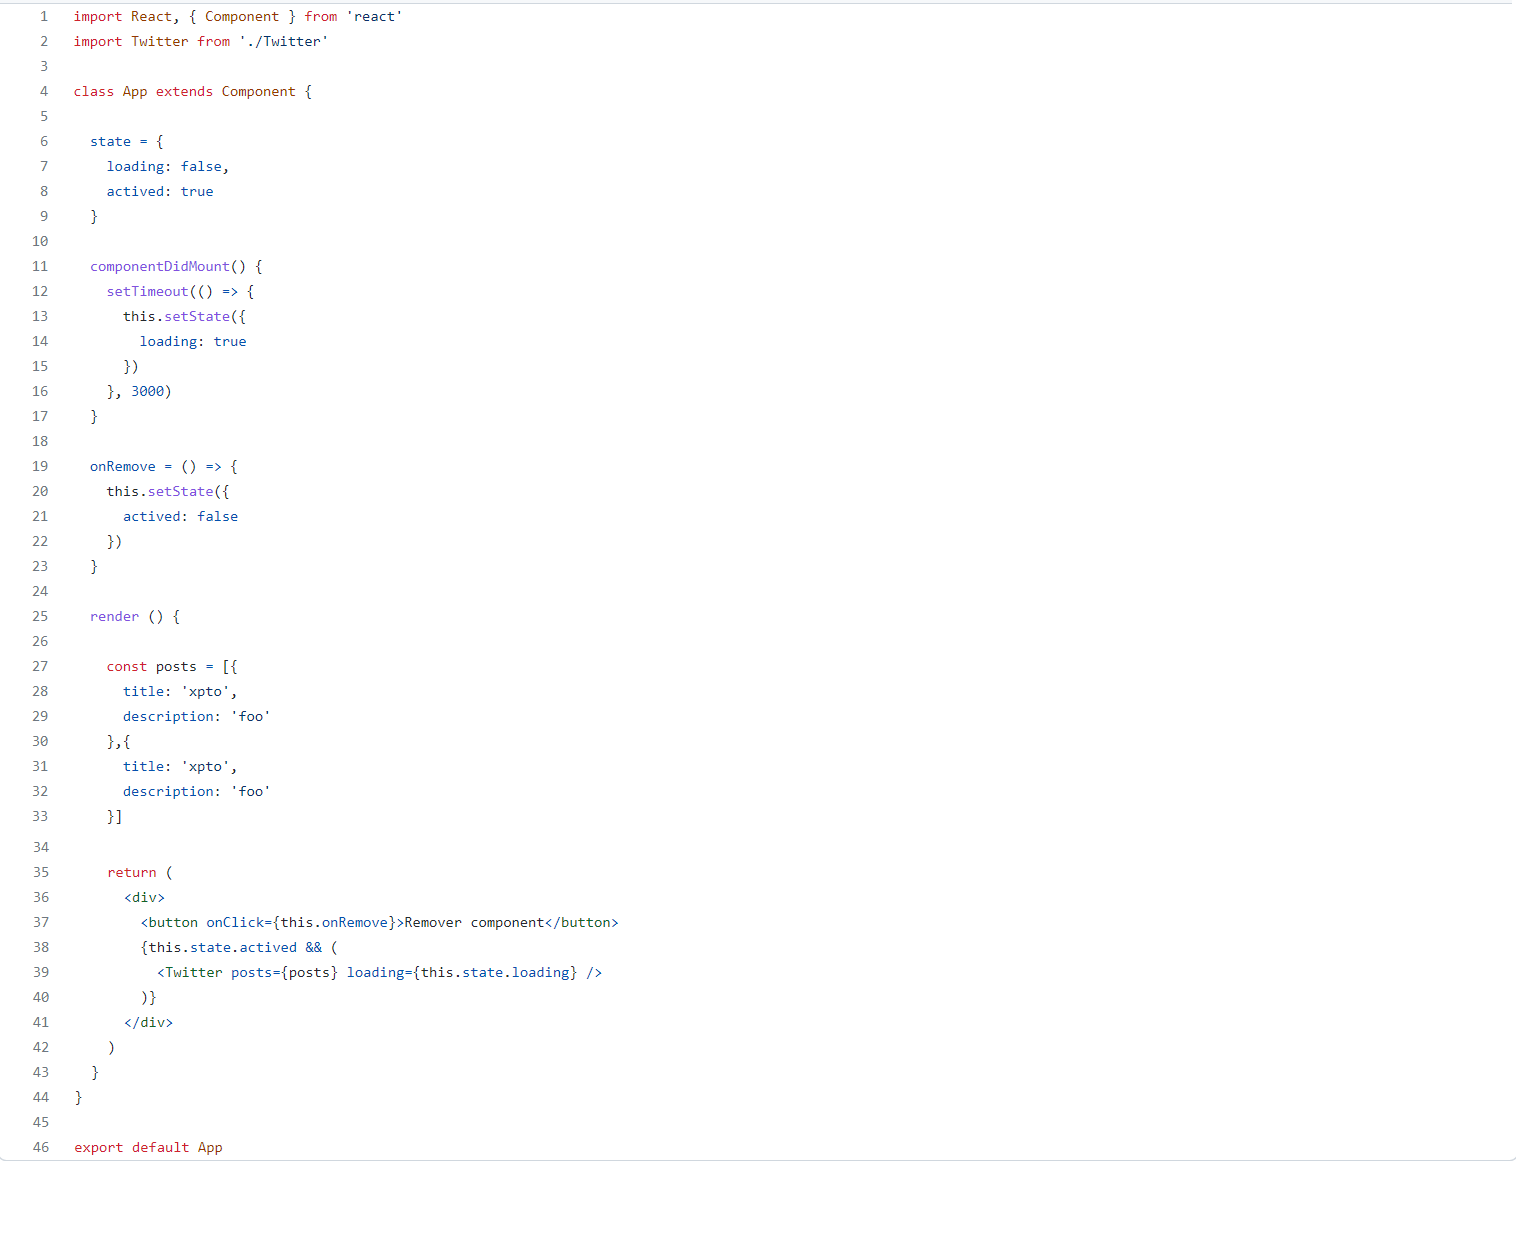 1 import React, { Component } from 'react'
2 import Twitter from './Twitter'
3
4 class App extends Component {
5
6   state = {
7     loading: false,
8     actived: true
9   }
10
11   componentDidMount() {
12     setTimeout(() => {
13       this.setState({
14         loading: true
15       })
16     }, 3000)
17   }
18
19   onRemove = () => {
20     this.setState({
21       actived: false
22     })
23   }
24
25   render () {
26
27     const posts = [{
28       title: 'xpto',
29       description: 'foo'
30     },{
31       title: 'xpto',
32       description: 'foo'
33     }]
34
35     return (
36       <div>
37         <button onClick={this.onRemove}>Remover component</button>
38         {this.state.actived && (
39           <Twitter posts={posts} loading={this.state.loading} />
40         )}
41       </div>
42     )
43   }
44 }
45
46 export default App